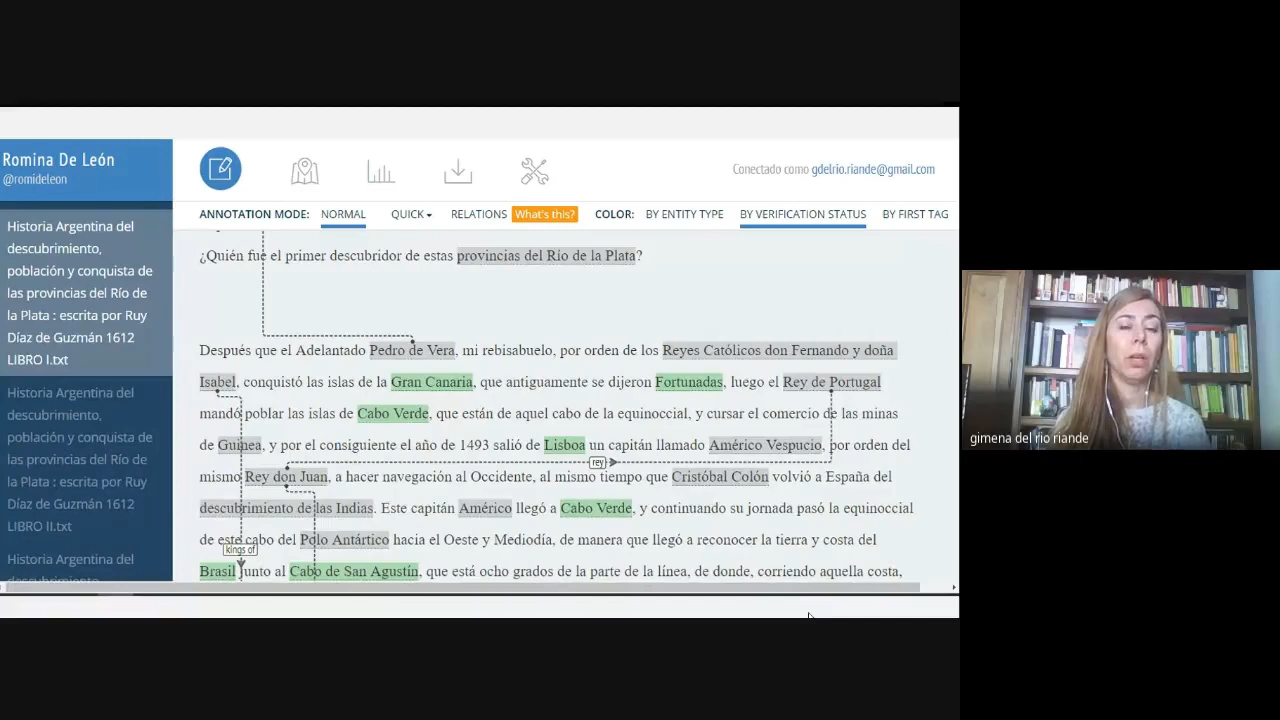 Romina De León
@romideleon
Historia Argentina del
descubrimiento,
población y conquista de
las provincias del Río de
la Plata : escrita por Ruy
Díaz de Guzmán 1612
LIBRO I.txt
Historia Argentina del
descubrimiento,
población y conquista de
las provincias del Río de
la Plata : escrita por Ruy
Díaz de Guzmán 1612
LIBRO II.txt
Historia Argentina del
descubrimiento,
Conectado como gdelrio.riande@gmail.com
ANNOTATION MODE: NORMAL QUICK RELATIONS What's this? COLOR: BY ENTITY TYPE BY VERIFICATION STATUS BY FIRST TAG
¿Quién fue el primer descubridor de estas provincias del Río de la Plata?
Después que el Adelantado Pedro de Vera, mi rebisabuelo, por orden de los Reyes Católicos don Fernando y doña
Isabel, conquistó las islas de la Gran Canaria, que antiguamente se dijeron Fortunadas, luego el Rey de Portugal
mandó poblar las islas de Cabo Verde, que están de aquel cabo de la equinoccial, y cursar el comercio de las minas
de Guinea, y por el consiguiente el año de 1493 salió de Lisboa un capitán llamado Américo Vespucio, por orden del
rey
mismo Rey don Juan, a hacer navegación al Occidente, al mismo tiempo que Cristóbal Colón volvió a España del
descubrimiento de las Indias. Este capitán Américo llegó a Cabo Verde, y continuando su jornada pasó la equinoccial
de este cabo del Polo Antártico hacia el Oeste y Mediodía, de manera que llegó a reconocer la tierra y costa del
kings of
Brasil junto al Cabo de San Agustín, que está ocho grados de la parte de la línea, de donde, corriendo aquella costa,
gimena del rio riande